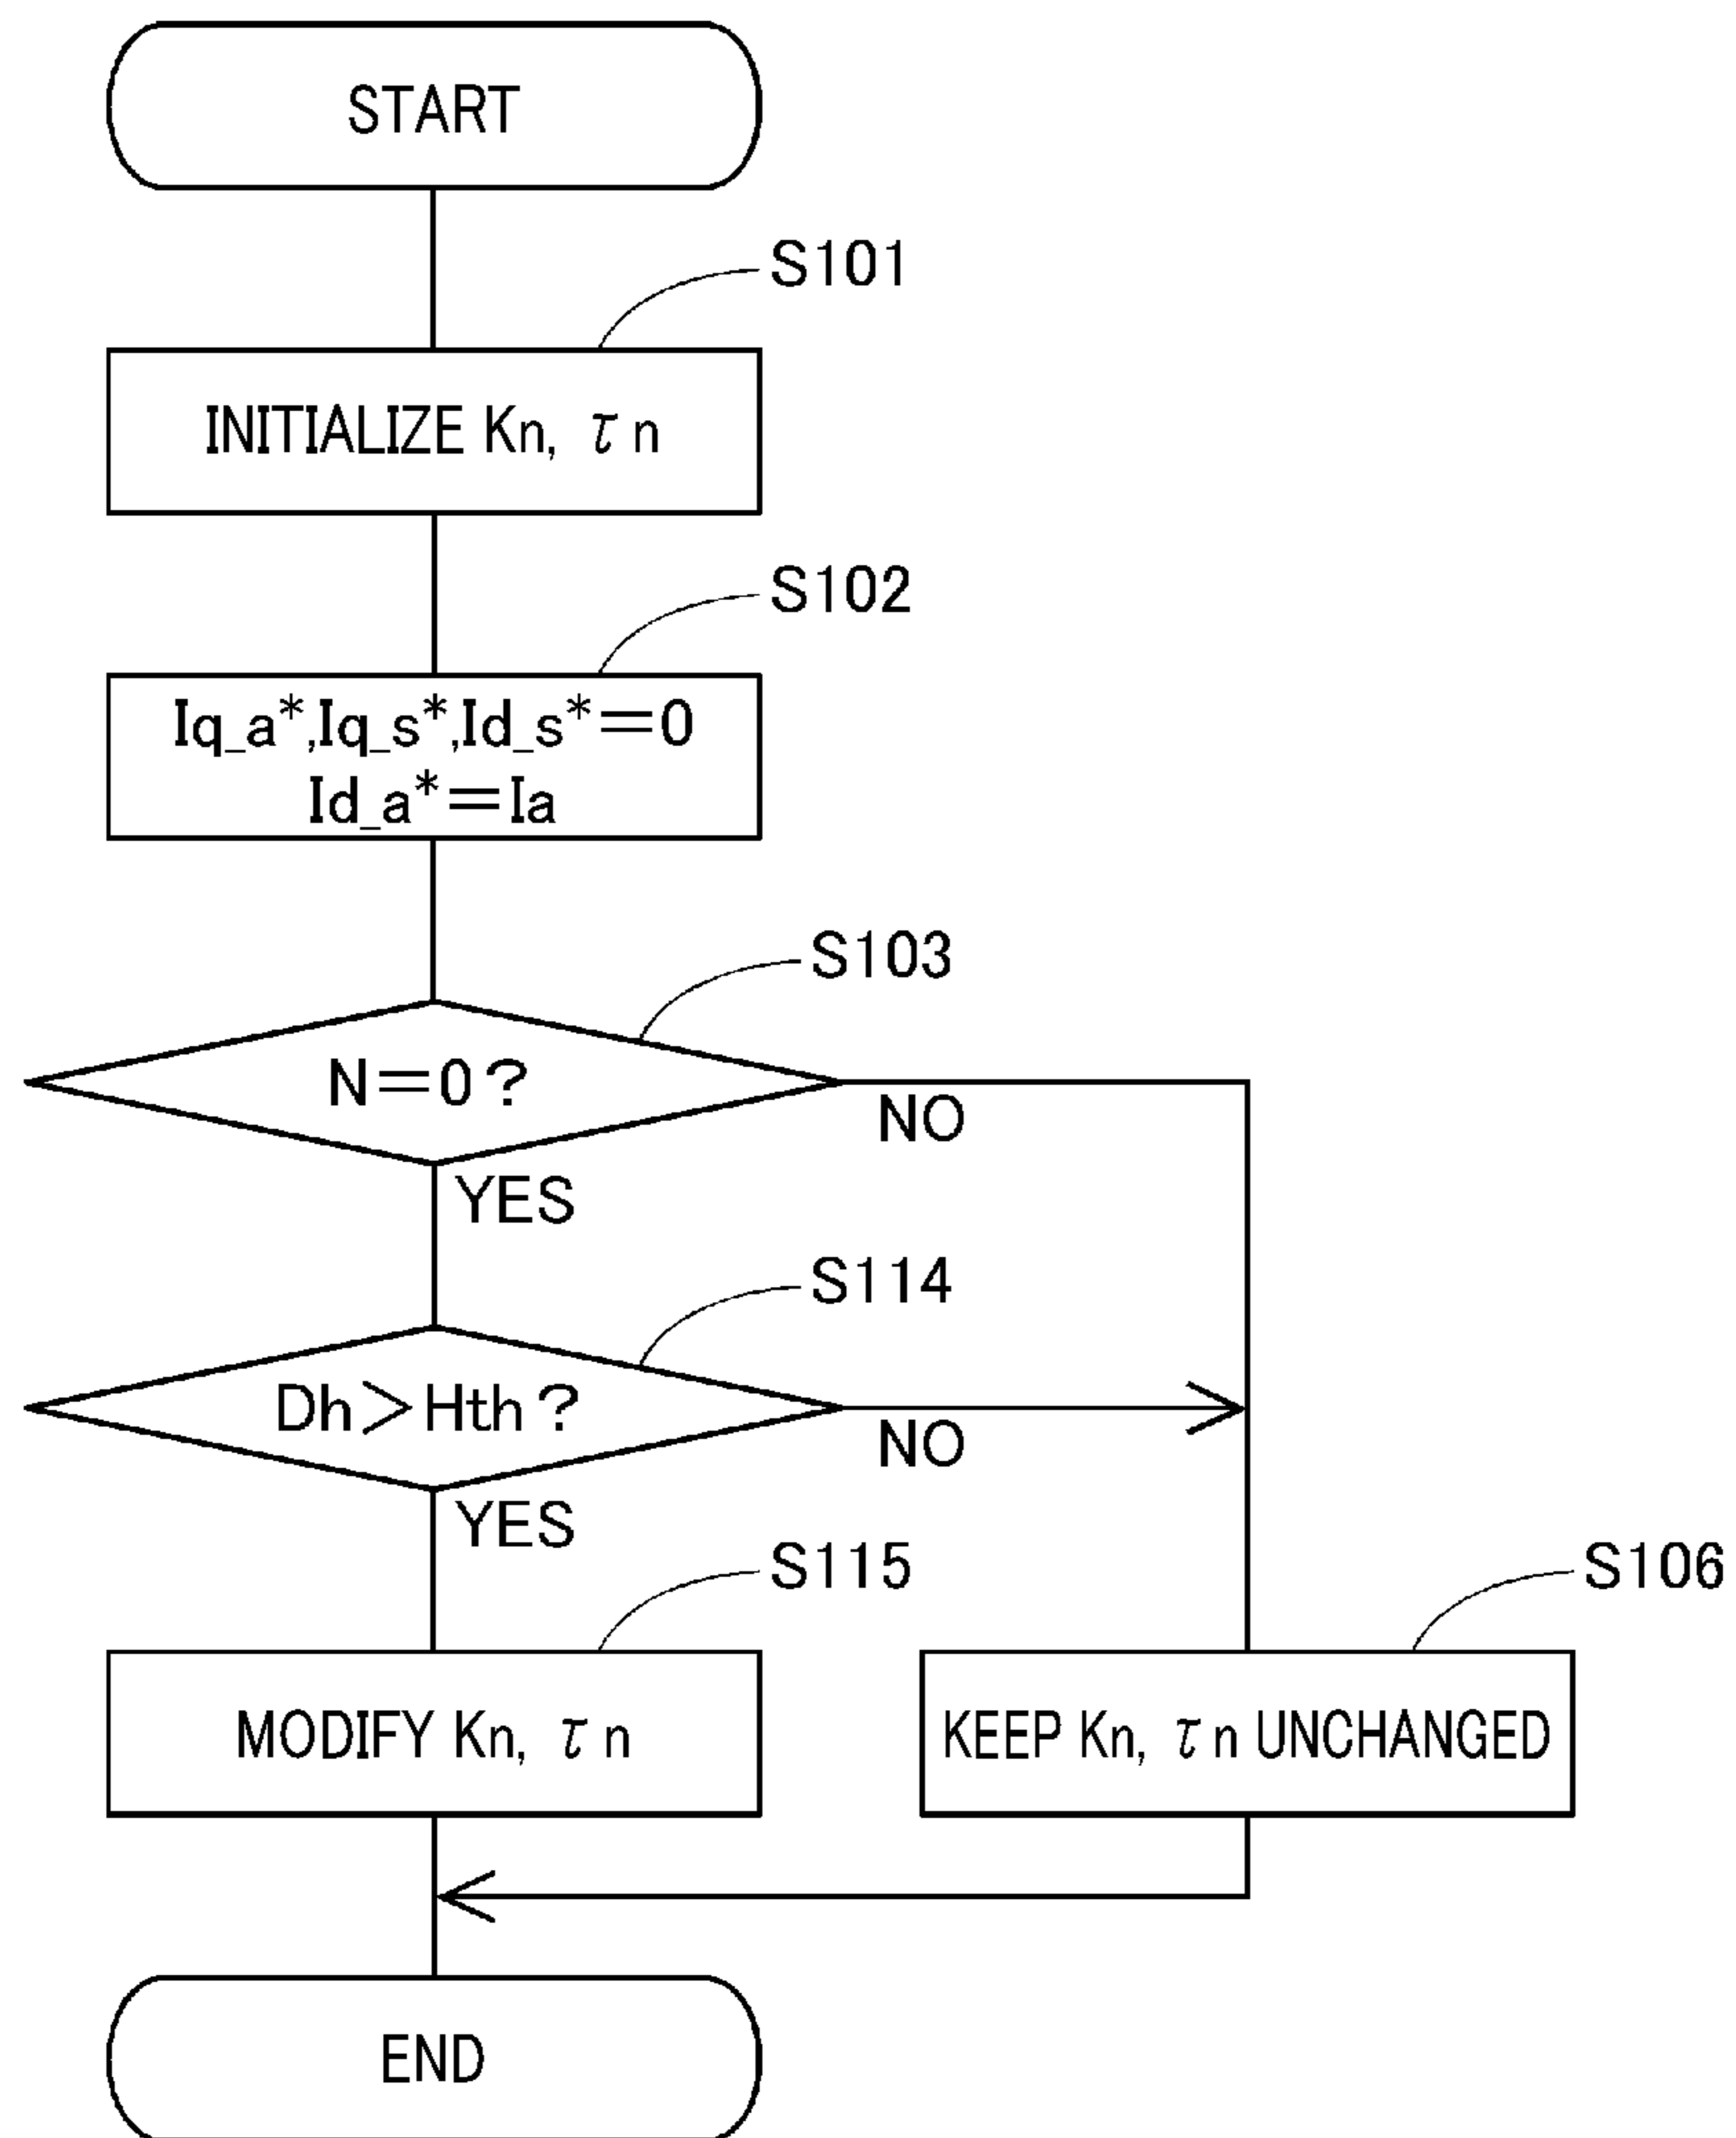 START
S101
INITIALIZE Kn, τn
S102
Iq_a*,Iq_s*,Id_s*=0
Id_a*=Ia
S103
N=0?
NO
YES
S114
Dh>Hth?
NO
YES
S115
S106
MODIFY Kn, τn
KEEP Kn, τn UNCHANGED
END